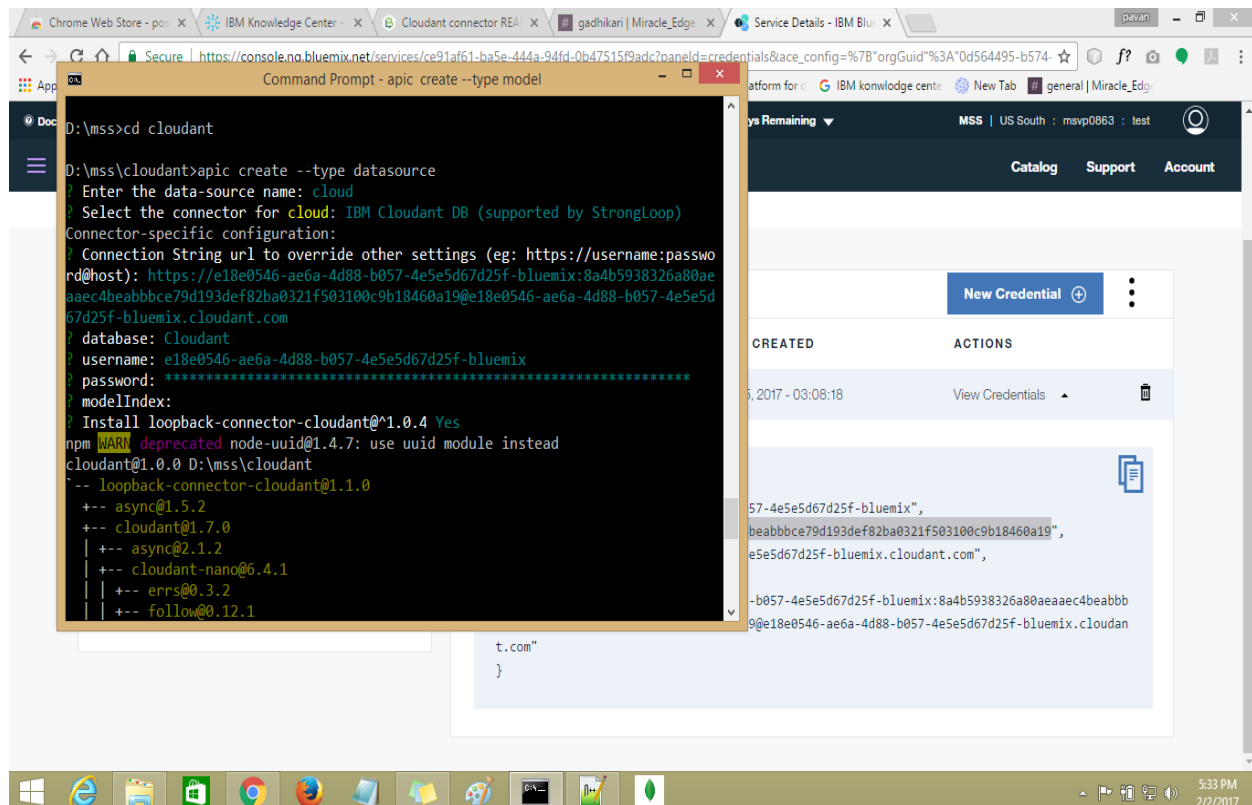 Chrome Web Store - pos
IBM Knowledge Center -
Cloudant connector REA
gadhikari | Miracle_Edge
Service Details - IBM Blu
pavan
Secure | https://console.ng.bluemix.net/services/ce91af61-ba5e-444a-94fd-0b47515f9adc?paneId=credentials&ace_config=%7B"orgGuid"%3A"0d564495-b574-
f?
App
atform for c
IBM konwlodge cente
New Tab
general | Miracle_Edg
Command Prompt - apic create --type model
D:\mss>cd cloudant
D:\mss\cloudant>apic create --type datasource
? Enter the data-source name: cloud
? Select the connector for cloud: IBM Cloudant DB (supported by StrongLoop)
Connector-specific configuration:
? Connection String url to override other settings (eg: https://username:passwo
rd@host): https://e18e0546-ae6a-4d88-b057-4e5e5d67d25f-bluemix:8a4b5938326a80ae
aaec4beabbbce79d193def82ba0321f503100c9b18460a19@e18e0546-ae6a-4d88-b057-4e5e5d
67d25f-bluemix.cloudant.com
? database: Cloudant
? username: e18e0546-ae6a-4d88-b057-4e5e5d67d25f-bluemix
? password: ****************************************************************
? modelIndex:
? Install loopback-connector-cloudant@^1.0.4 Yes
npm WARN deprecated node-uuid@1.4.7: use uuid module instead
cloudant@1.0.0 D:\mss\cloudant
`-- loopback-connector-cloudant@1.1.0
+-- async@1.5.2
+-- cloudant@1.7.0
| +-- async@2.1.2
| +-- cloudant-nano@6.4.1
| | +-- errs@0.3.2
| | +-- follow@0.12.1
Doc
ys Remaining
MSS | US South : msvp0863 : test
Catalog Support Account
New Credential
CREATED ACTIONS
5, 2017 - 03:08:18 View Credentials
57-4e5e5d67d25f-bluemix",
beabbbce79d193def82ba0321f503100c9b18460a19",
e5e5d67d25f-bluemix.cloudant.com",
-b057-4e5e5d67d25f-bluemix:8a4b5938326a80aeaaec4beabbb
9@e18e0546-ae6a-4d88-b057-4e5e5d67d25f-bluemix.cloudan
t.com"
}
5:33 PM
2/2/2017